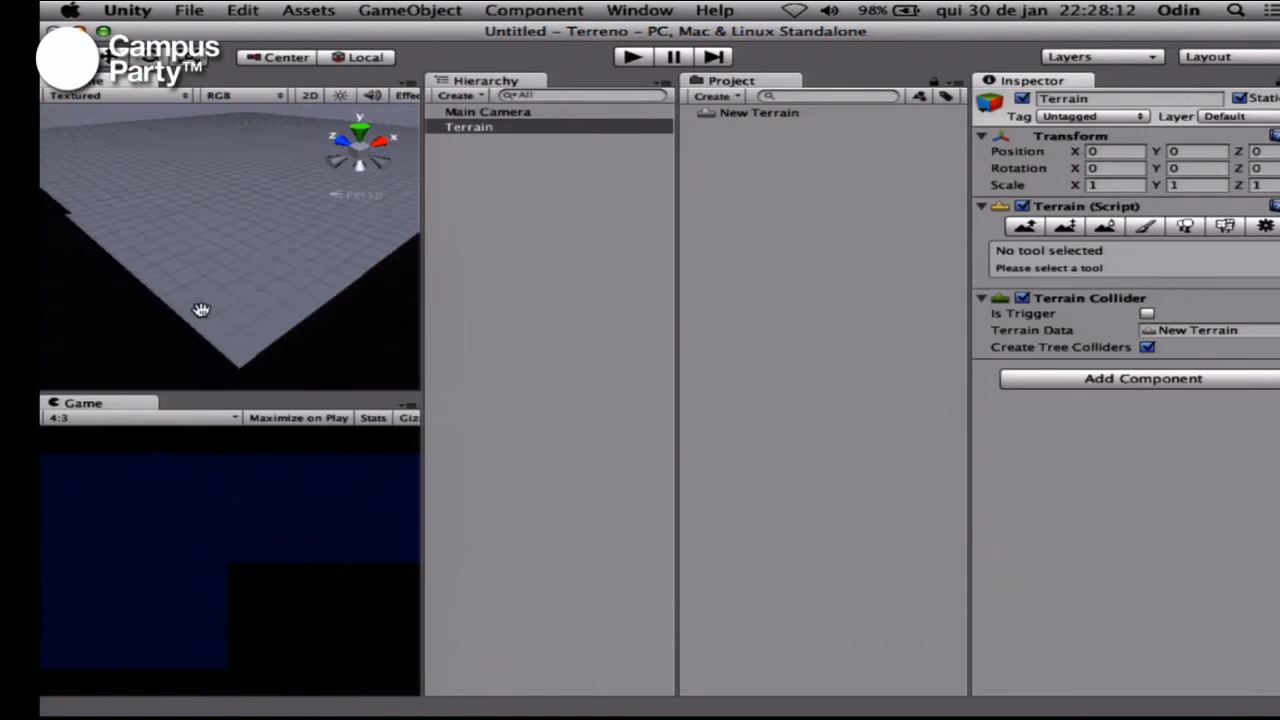 Unity File Edit Assets GameObject Component Window Help 98% qui 30 de jan 22:28:12 Odin
Untitled – Terreno – PC, Mac & Linux Standalone
Campus
Party™
Center Local Layers Layout
Hierarchy Project Inspector
Textured RGB 2D Effec Create All Create Terrain Stati
Main Camera New Terrain Tag Untagged Layer Default
Terrain
y
z x
Persp
Transform
Position X 0 Y 0 Z 0
Rotation X 0 Y 0 Z 0
Scale X 1 Y 1 Z 1
Terrain (Script)
No tool selected
Please select a tool
Terrain Collider
Is Trigger
Terrain Data New Terrain
Create Tree Colliders
Add Component
Game
4:3 Maximize on Play Stats Giz